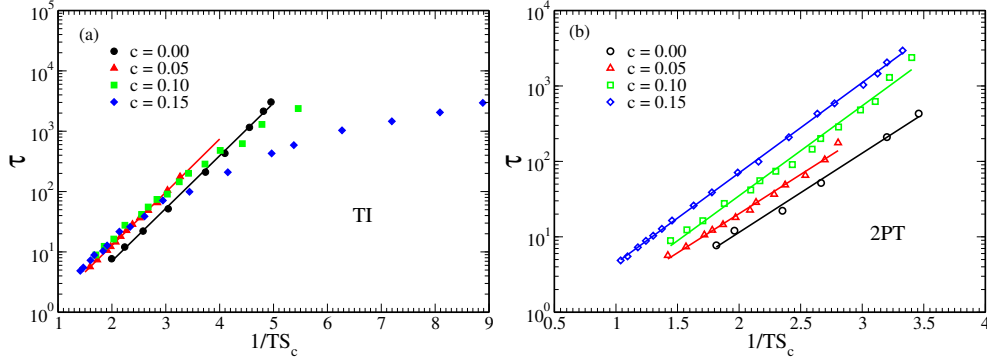 (a)
c = 0.00
c = 0.05
c = 0.10
c = 0.15
TI
τ
10^0
10^1
10^2
10^3
10^4
10^5
1 2 3 4 5 6 7 8 9
1/TS_c
(b)
c = 0.00
c = 0.05
c = 0.10
c = 0.15
2PT
τ
10^0
10^1
10^2
10^3
10^4
0.5 1 1.5 2 2.5 3 3.5 4
1/TS_c